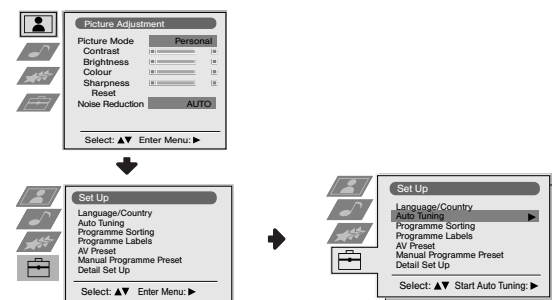 Picture Adjustment
Picture Mode Personal
Contrast
Brightness
Colour
Sharpness
Reset
Noise Reduction AUTO
Select: ▲▼ Enter Menu: ▶
Set Up
Language/Country
Auto Tuning
Programme Sorting
Programme Labels
AV Preset
Manual Programme Preset
Detail Set Up
Select: ▲▼ Enter Menu: ▶
Set Up
Language/Country
Auto Tuning ▶
Programme Sorting
Programme Labels
AV Preset
Manual Programme Preset
Detail Set Up
Select: ▲▼ Start Auto Tuning: ▶